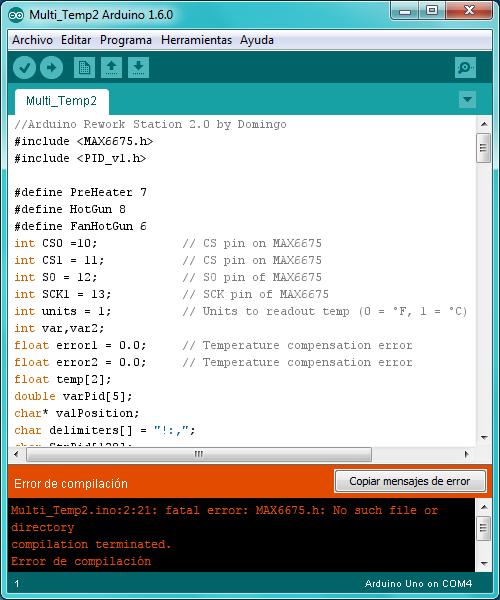 Multi_Temp2 Arduino 1.6.0
Archivo Editar Programa Herramientas Ayuda
Multi_Temp2
//Arduino Rework Station 2.0 by Domingo
#include <MAX6675.h>
#include <PID_v1.h>
#define PreHeater 7
#define HotGun 8
#define FanHotGun 6
int CS0 =10; // CS pin on MAX6675
int CS1 = 11; // CS pin on MAX6675
int SO = 12; // SO pin of MAX6675
int SCK1 = 13; // SCK pin of MAX6675
int units = 1; // Units to readout temp (0 = °F, 1 = °C)
int var,var2;
float error1 = 0.0; // Temperature compensation error
float error2 = 0.0; // Temperature compensation error
float temp[2];
double varPid[5];
char* valPosition;
char delimiters[] = "!:,";
char StrPid[120];
Error de compilación
Copiar mensajes de error
Multi_Temp2.ino:2:21: fatal error: MAX6675.h: No such file or
directory
compilation terminated.
Error de compilación
1 Arduino Uno on COM4